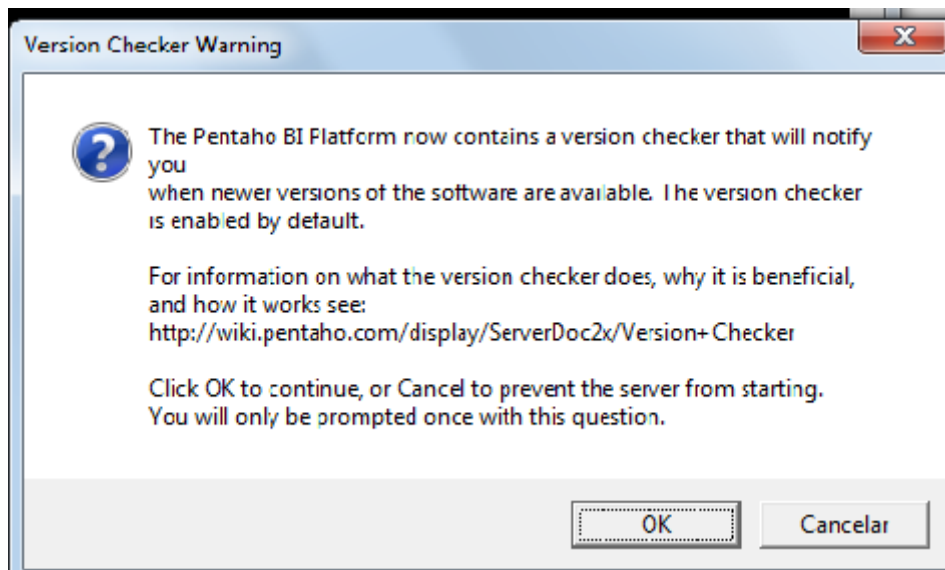 Version Checker Warning
The Pentaho BI Platform now contains a version checker that will notify
you
when newer versions of the software are available. The version checker
is enabled by default.
For information on what the version checker does, why it is beneficial,
and how it works see:
http://wiki.pentaho.com/display/ServerDoc2x/Version+Checker
Click OK to continue, or Cancel to prevent the server from starting.
You will only be prompted once with this question.
OK
Cancelar